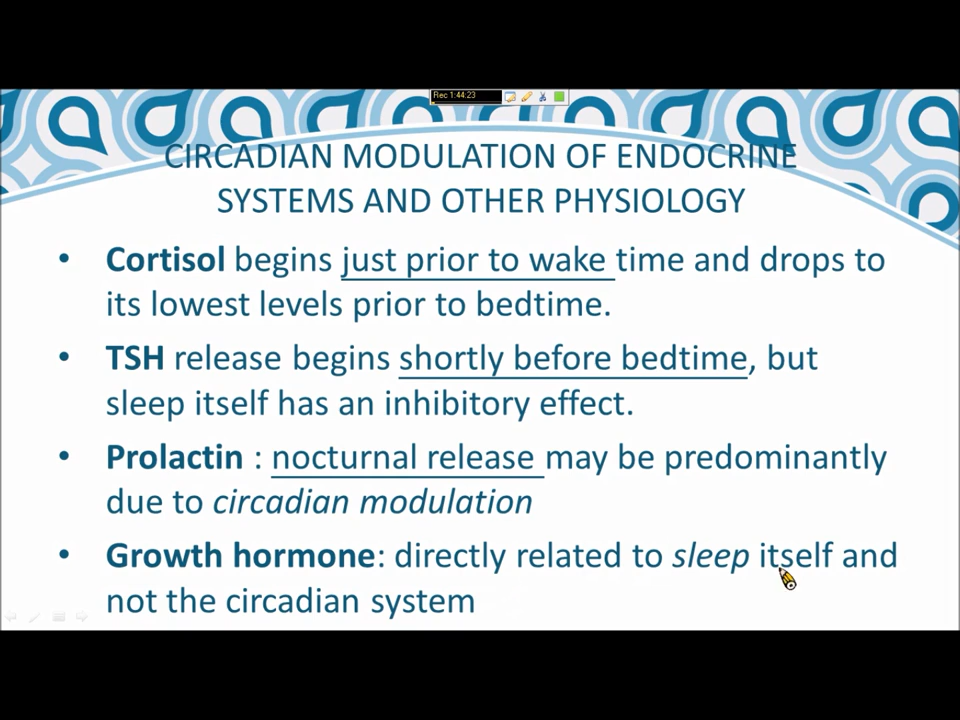 Rec 1:44:23
CIRCADIAN MODULATION OF ENDOCRINE
SYSTEMS AND OTHER PHYSIOLOGY
• Cortisol begins just prior to wake time and drops to
its lowest levels prior to bedtime.
• TSH release begins shortly before bedtime, but
sleep itself has an inhibitory effect.
• Prolactin : nocturnal release may be predominantly
due to circadian modulation
• Growth hormone: directly related to sleep itself and
not the circadian system